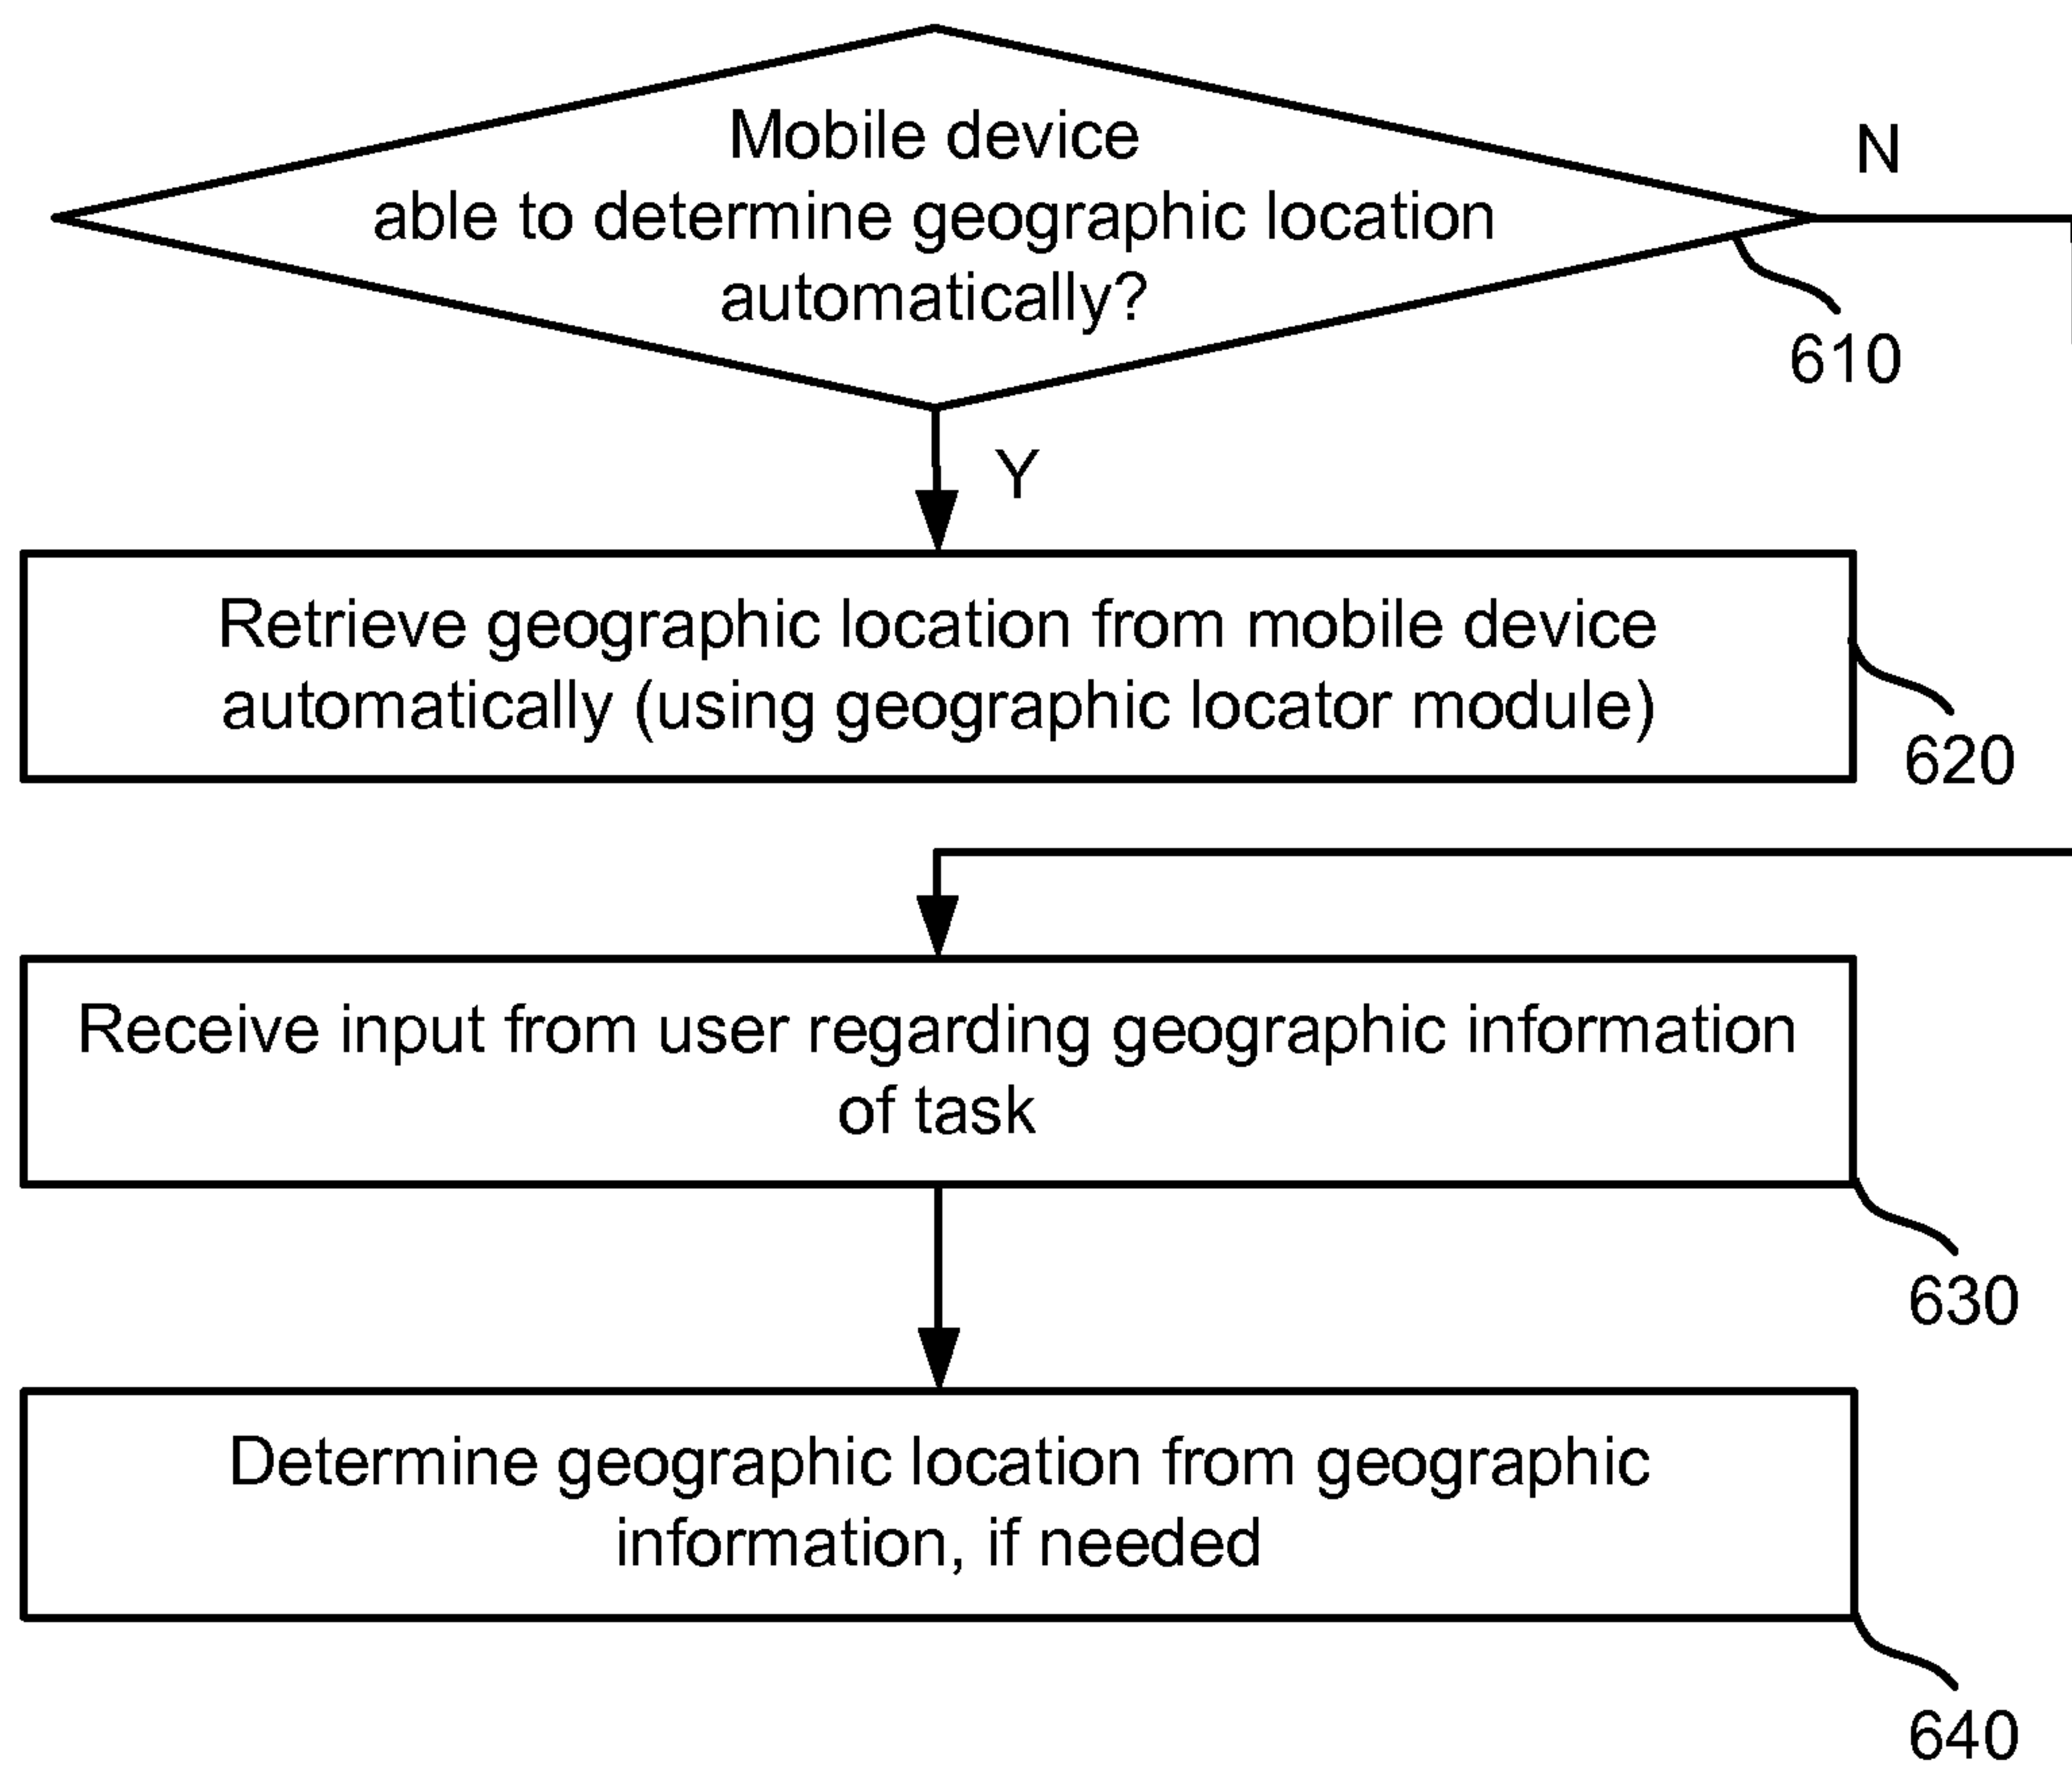 Mobile device
able to determine geographic location
automatically?
N
610
Y
Retrieve geographic location from mobile device
automatically (using geographic locator module)
620
Receive input from user regarding geographic information
of task
630
Determine geographic location from geographic
information, if needed
640